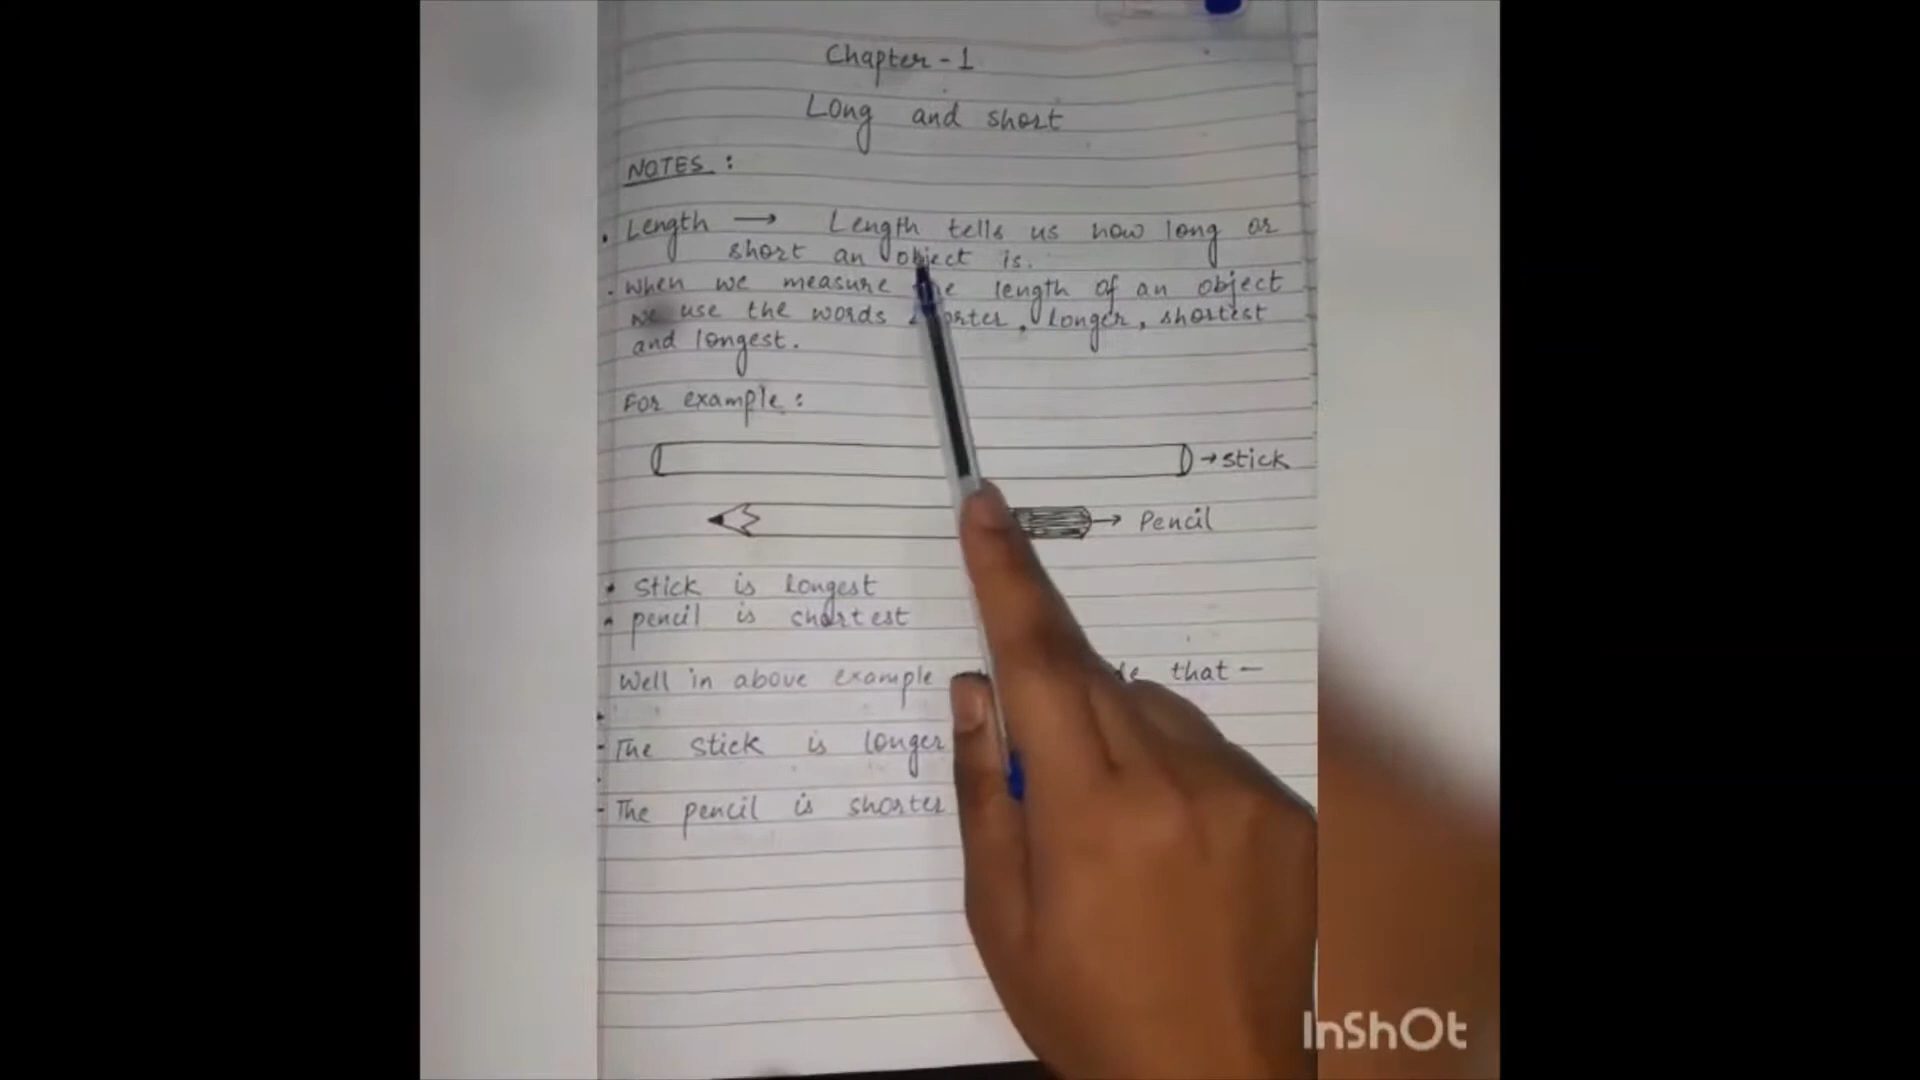 Chapter - 1
Long and short
NOTES :
. Length → Length tells us how long or
short an object is.
. when we measure length of an object
we use the words , longer, shortest
and longest.
For example :
→ stick
→ Pencil
• stick is longest
• pencil is shortest
Well in above example that —
- The stick is longer
- The pencil is shorter
InShOt